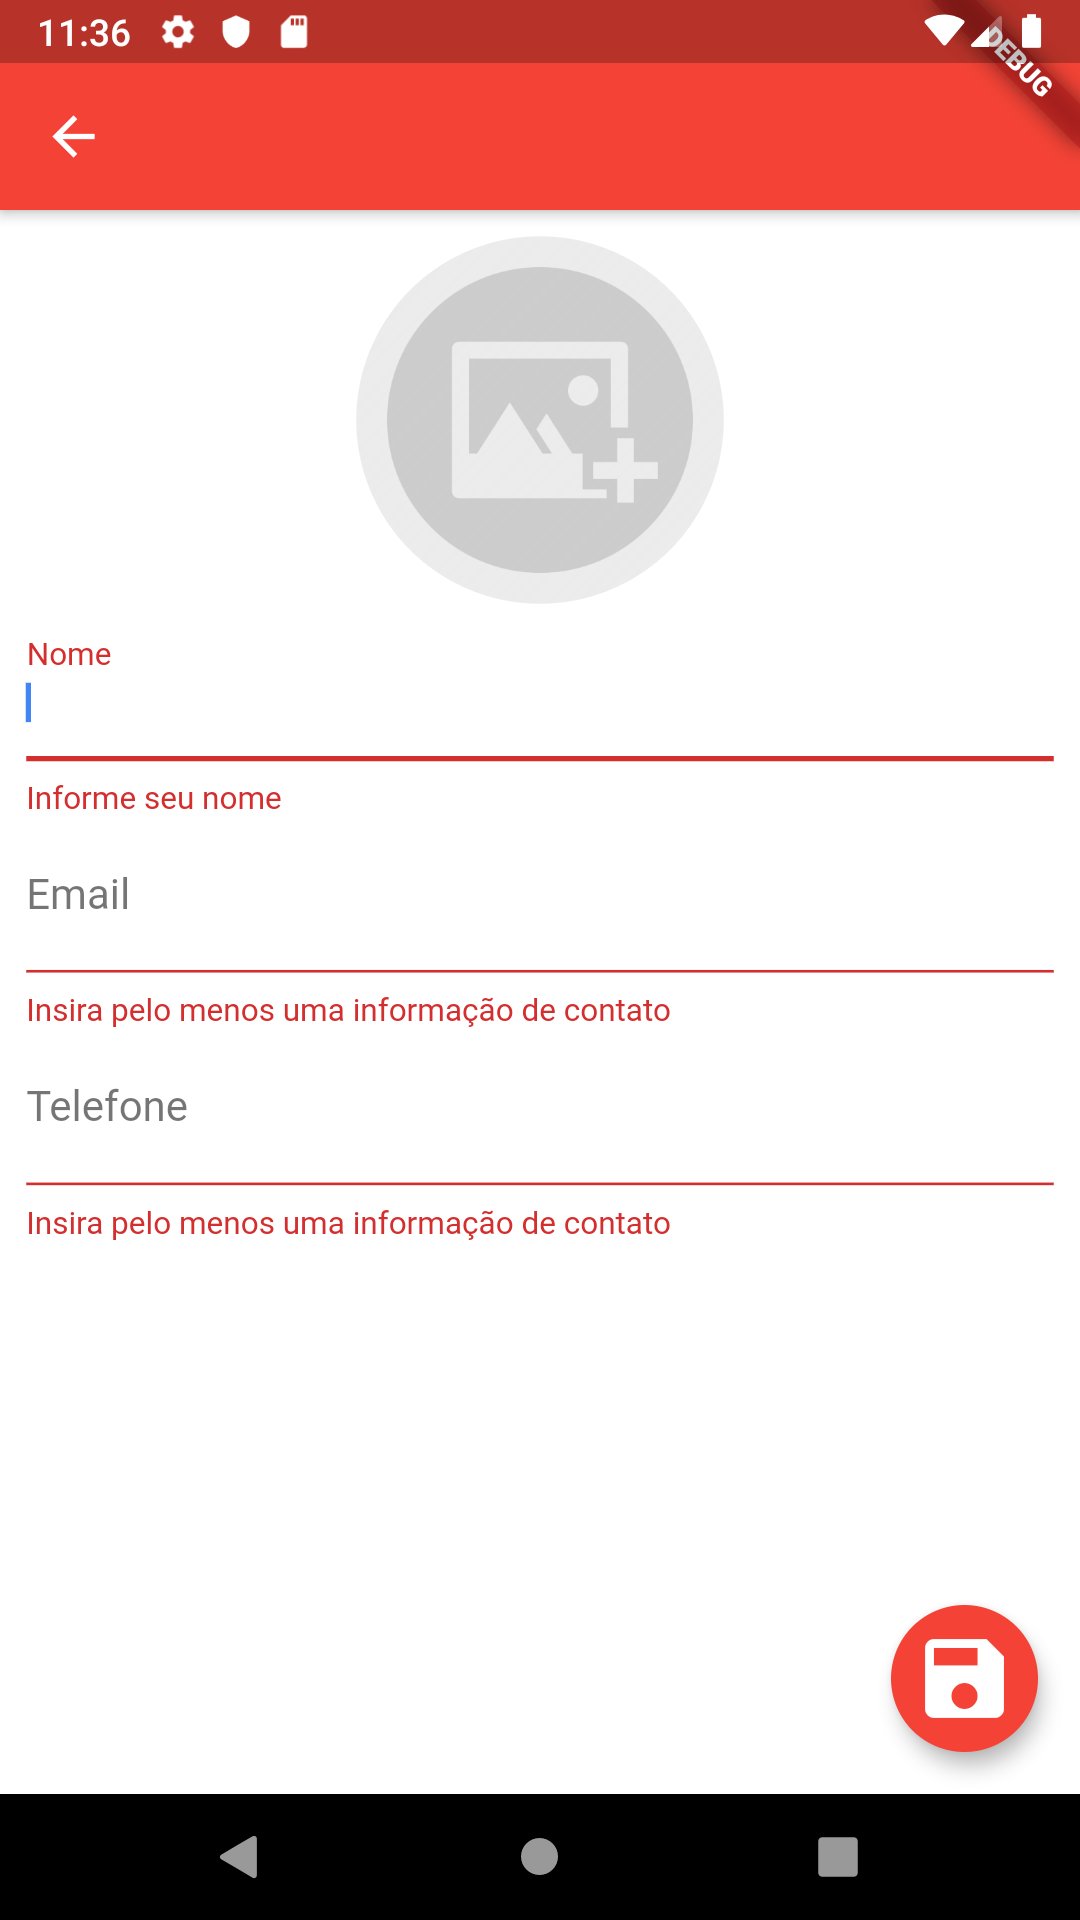 11:36
DEBUG
Nome
Informe seu nome
Email
Insira pelo menos uma informação de contato
Telefone
Insira pelo menos uma informação de contato